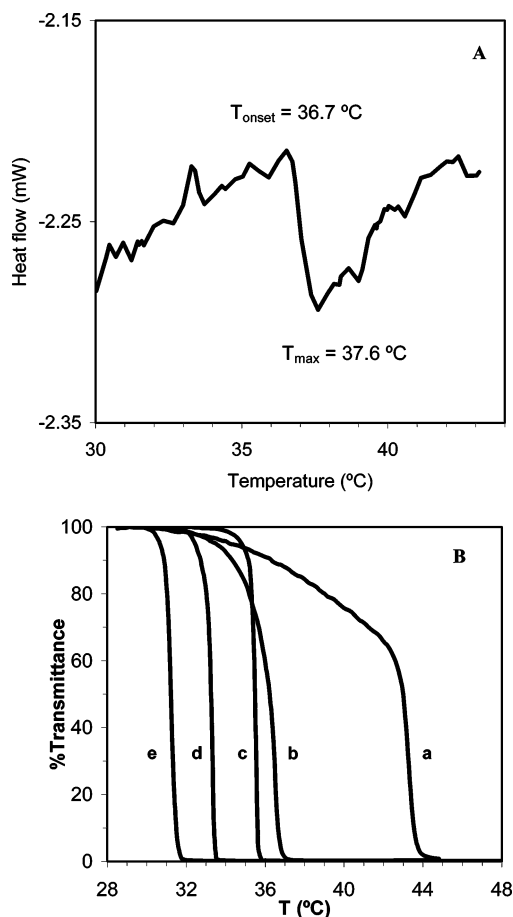 -2.15
A
Tonset = 36.7 ºC
Heat flow (mW)
-2.25
Tmax = 37.6 ºC
-2.35
30 35 40
Temperature (ºC)
100
B
80
%Transmittance
60
40
e d c b a
20
0
28 32 36 40 44 48
T (ºC)